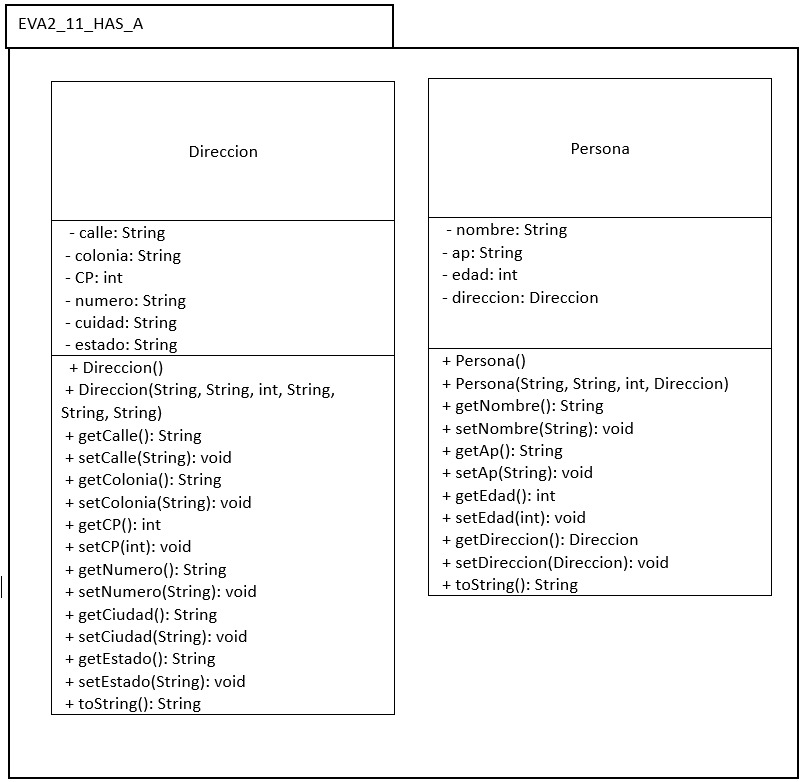 EVA2_11_HAS_A
Direccion
- calle: String
- colonia: String
- CP: int
- numero: String
- cuidad: String
- estado: String
+ Direccion()
+ Direccion(String, String, int, String,
String, String)
+ getCalle(): String
+ setCalle(String): void
+ getColonia(): String
+ setColonia(String): void
+ getCP(): int
+ setCP(int): void
+ getNumero(): String
+ setNumero(String): void
+ getCiudad(): String
+ setCiudad(String): void
+ getEstado(): String
+ setEstado(String): void
+ toString(): String
Persona
- nombre: String
- ap: String
- edad: int
- direccion: Direccion
+ Persona()
+ Persona(String, String, int, Direccion)
+ getNombre(): String
+ setNombre(String): void
+ getAp(): String
+ setAp(String): void
+ getEdad(): int
+ setEdad(int): void
+ getDireccion(): Direccion
+ setDireccion(Direccion): void
+ toString(): String